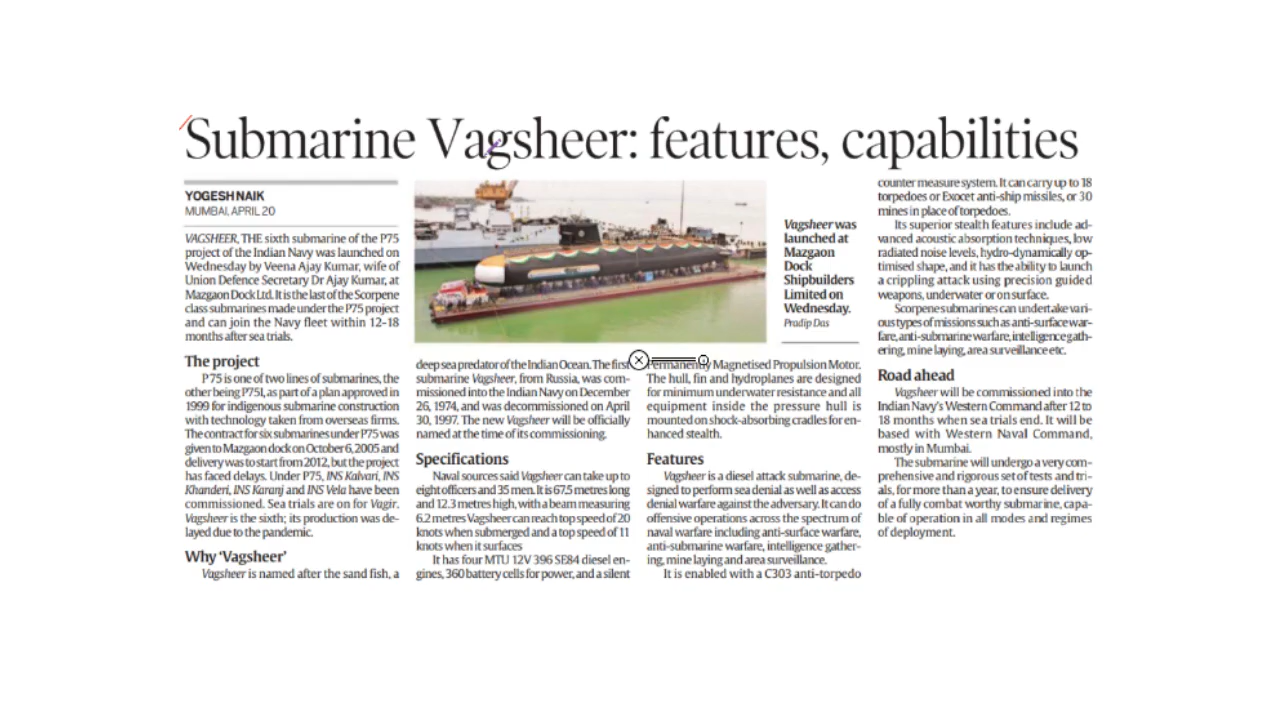 Submarine Vagsheer: features, capabilities
YOGESH NAIK
MUMBAI, APRIL 20
VAGSHEER, THE sixth submarine of the P75
project of the Indian Navy was launched on
Wednesday by Veena Ajay Kumar, wife of
Union Defence Secretary Dr Ajay Kumar, at
Mazgaon Dock Ltd. It is the last of the Scorpene
class submarines made under the P75 project
and can join the Navy fleet within 12-18
months after sea trials.
The project
P 75 is one of two lines of submarines, the
other being P75I, as part of a plan approved in
1999 for indigenous submarine construction
with technology taken from overseas firms.
The contract for six submarines under P75 was
given to Mazgaon dock on October 6, 2005 and
delivery was to start from 2012, but the project
has faced delays. Under P75, INS Kalvari, INS
Khanderi, INS Karanj and INS Vela have been
commissioned. Sea trials are on for Vagir.
Vagsheer is the sixth; its production was de-
layed due to the pandemic.
Why 'Vagsheer'
Vagsheer is named after the sand fish, a
Vagsheer was
launched at
Mazgaon
Dock
Shipbuilders
Limited on
Wednesday.
Pradip Das
deep sea predator of the Indian Ocean. The first
submarine Vagsheer, from Russia, was com-
missioned into the Indian Navy on December
26, 1974, and was decommissioned on April
30, 1997. The new Vagsheer will be officially
named at the time of its commissioning.
Specifications
Naval sources said Vagsheer can take up to
eight officers and 35 men. It is 67.5 metres long
and 12.3 metres high, with a beam measuring
6.2 metres Vagsheer can reach top speed of 20
knots when submerged and a top speed of 11
knots when it surfaces
It has four MTU 12V 396 SE84 diesel en-
gines, 360 battery cells for power, and a silent
Permanently Magnetised Propulsion Motor.
The hull, fin and hydroplanes are designed
for minimum underwater resistance and all
equipment inside the pressure hull is
mounted on shock-absorbing cradles for en-
hanced stealth.
Features
Vagsheer is a diesel attack submarine, de-
signed to perform sea denial as well as access
denial warfare against the adversary. It can do
offensive operations across the spectrum of
naval warfare including anti-surface warfare,
anti-submarine warfare, intelligence gather-
ing, mine laying and area surveillance.
It is enabled with a C303 anti-torpedo
counter measure system. It can carry up to 18
torpedoes or Exocet anti-ship missiles, or 30
mines in place of torpedoes.
Its superior stealth features include ad-
vanced acoustic absorption techniques, low
radiated noise levels, hydro-dynamically op-
timised shape, and it has the ability to launch
a crippling attack using precision guided
weapons, underwater or on surface.
Scorpene submarines can undertake vari-
ous types of missions such as anti-surface war-
fare, anti-submarine warfare, intelligence gath-
ering, mine laying, area surveillance etc.
Road ahead
Vagsheer will be commissioned into the
Indian Navy's Western Command after 12 to
18 months when sea trials end. It will be
based with Western Naval Command,
mostly in Mumbai.
The submarine will undergo a very com-
prehensive and rigorous set of tests and tri-
als, for more than a year, to ensure delivery
of a fully combat worthy submarine, capa-
ble of operation in all modes and regimes
of deployment.